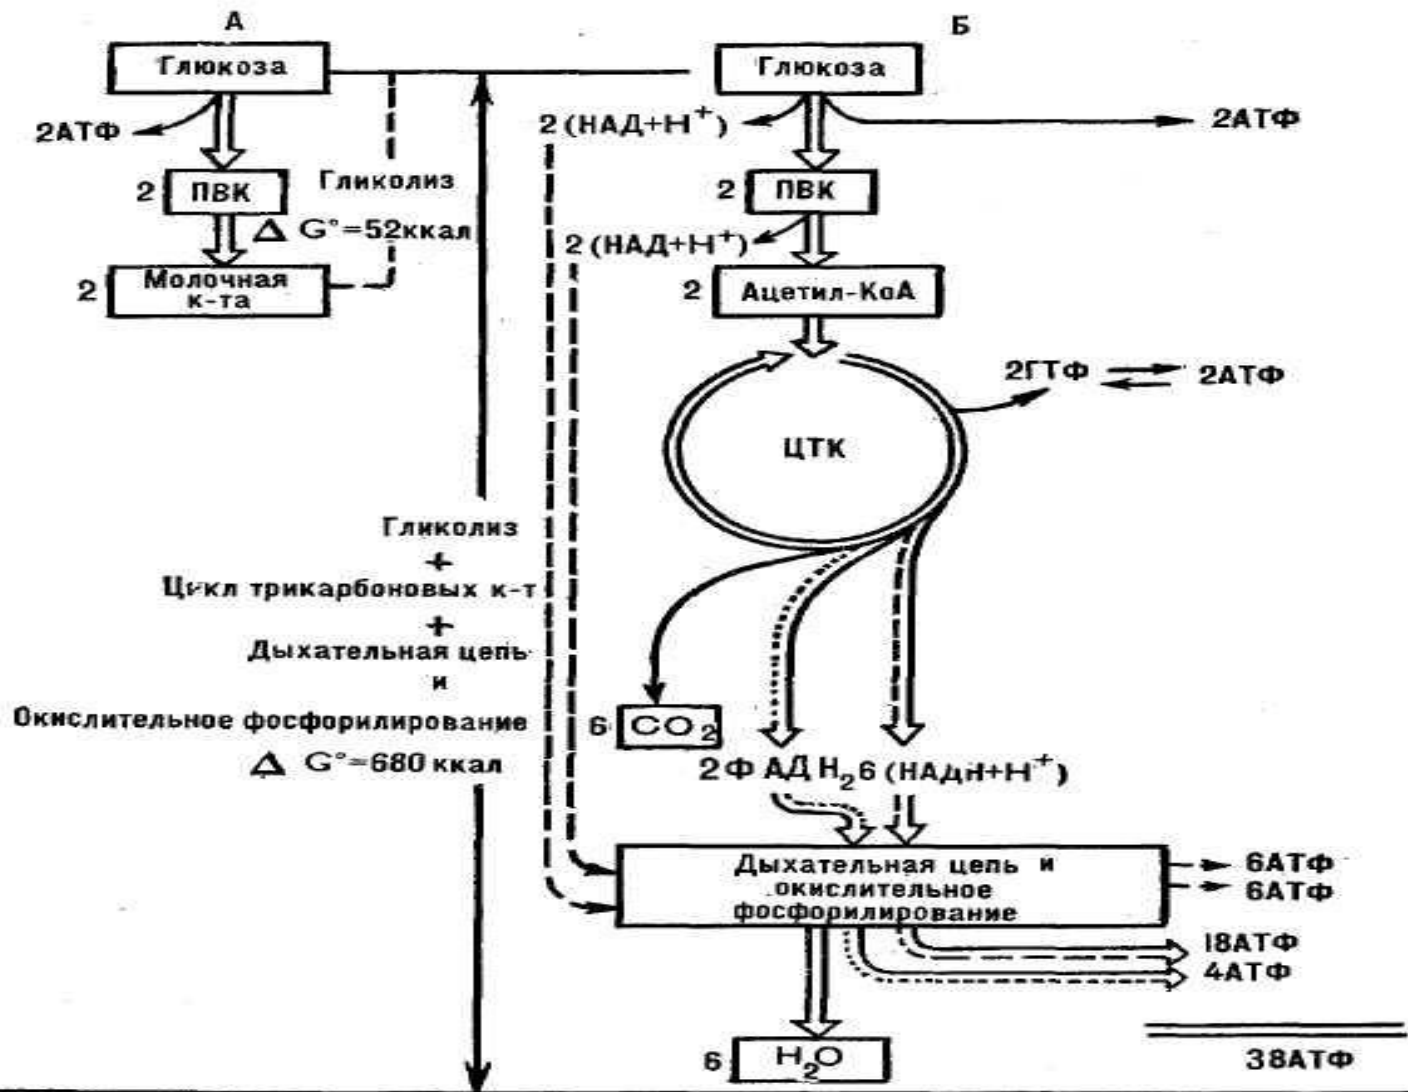 А
Глюкоза
2АТФ
2 ПВК
Гликолиз
Δ G°=52ккал
2 Молочная
к-та
Б
Глюкоза
2 (НАД+Н⁺)
2АТФ
2 ПВК
2 (НАД+Н⁺)
2 Ацетил-КоА
2ГТФ
2АТФ
ЦТК
Гликолиз
+
Цикл трикарбоновых к-т
+
Дыхательная цепь
и
Окислительное фосфорилирование
Δ G°=680 ккал
6 CO₂
2ФАДН₂ 6 (НАДН+Н⁺)
Дыхательная цепь и
окислительное
фосфорилирование
6АТФ
6АТФ
18АТФ
4АТФ
6 H₂O
38АТФ